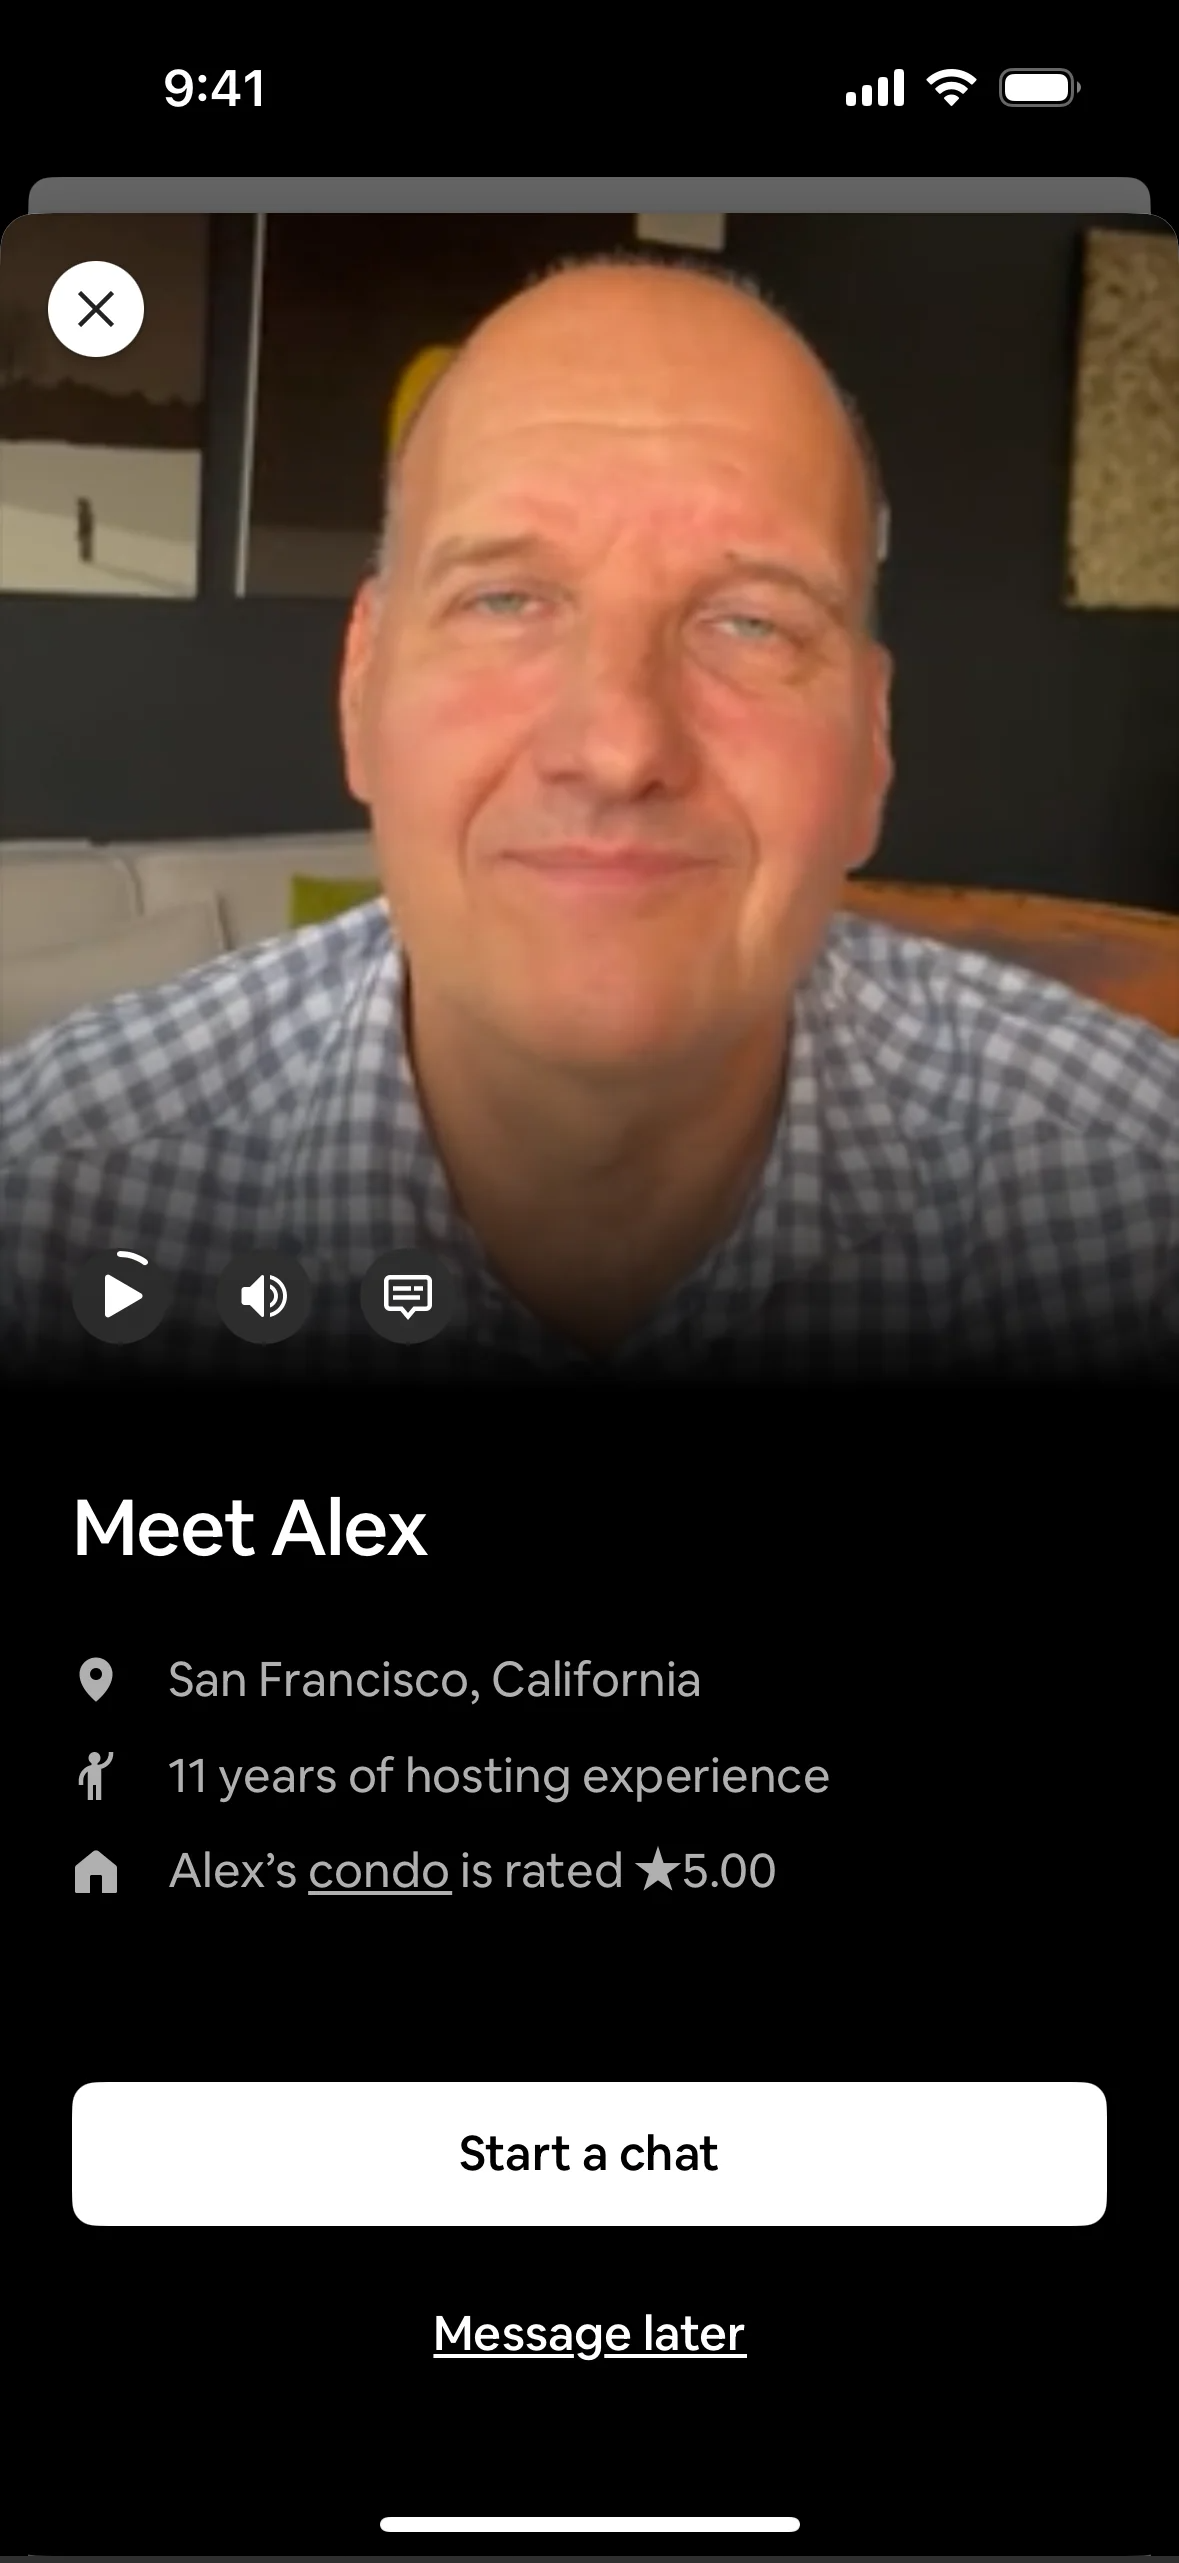 9:41
Meet Alex
San Francisco, California
11 years of hosting experience
Alex’s condo is rated ★5.00
Start a chat
Message later